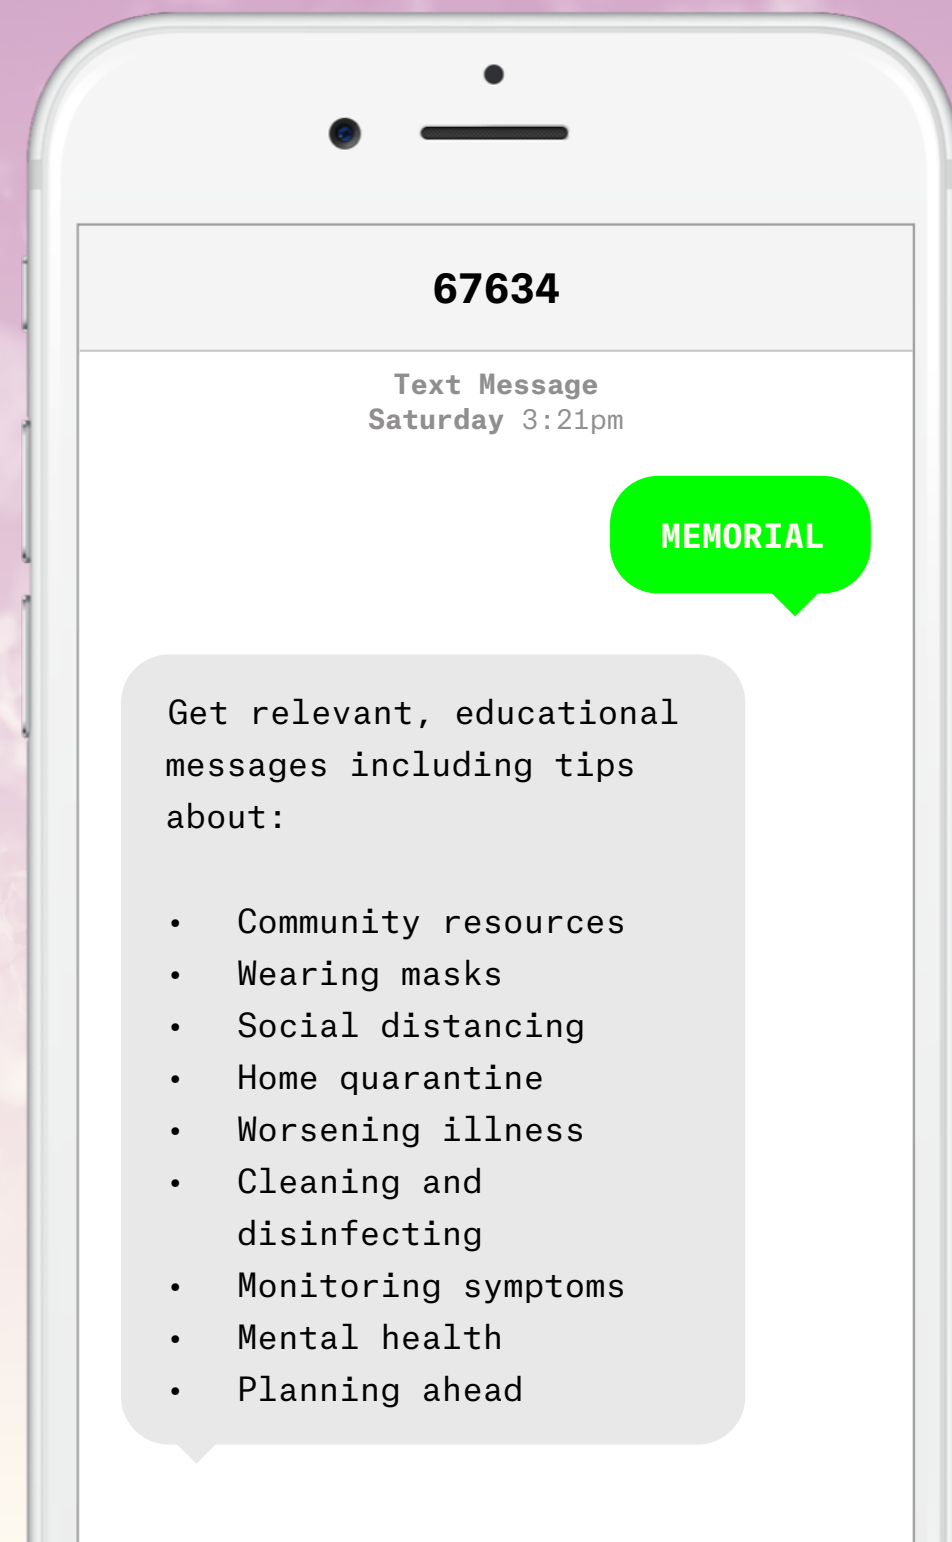 67634
Text Message
Saturday 3:21pm
MEMORIAL
Get relevant, educational
messages including tips
about:
• Community resources
• Wearing masks
• Social distancing
• Home quarantine
• Worsening illness
• Cleaning and
disinfecting
• Monitoring symptoms
• Mental health
• Planning ahead